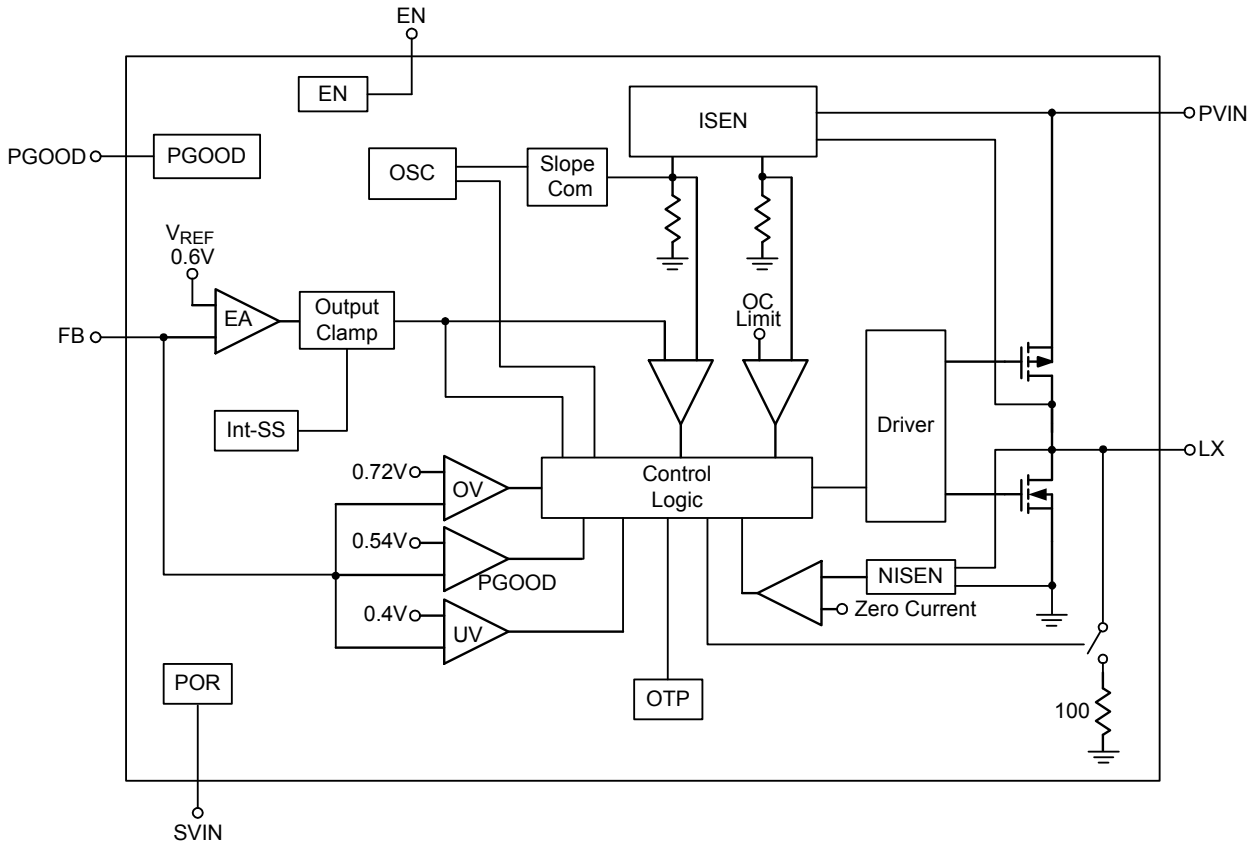 EN
EN
ISEN
PVIN
PGOOD
PGOOD
OSC
Slope
Com
VREF
0.6V
EA
Output
Clamp
OC
Limit
FB
Int-SS
Driver
LX
0.72V
OV
Control
Logic
0.54V
PGOOD
NISEN
0.4V
UV
Zero Current
POR
OTP
100
SVIN